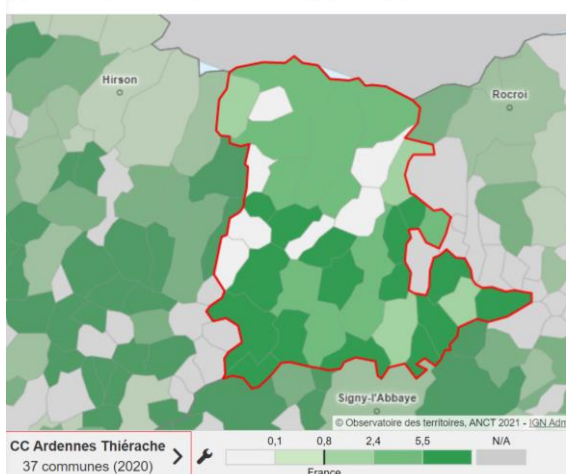 Hirson
Rocroi
Signy-l'Abbaye
© Observatoire des territoires, ANCT 2021 - IGN Adm
CC Ardennes Thiérache
37 communes (2020)
0,1 0,8 2,4 5,5 N/A
France